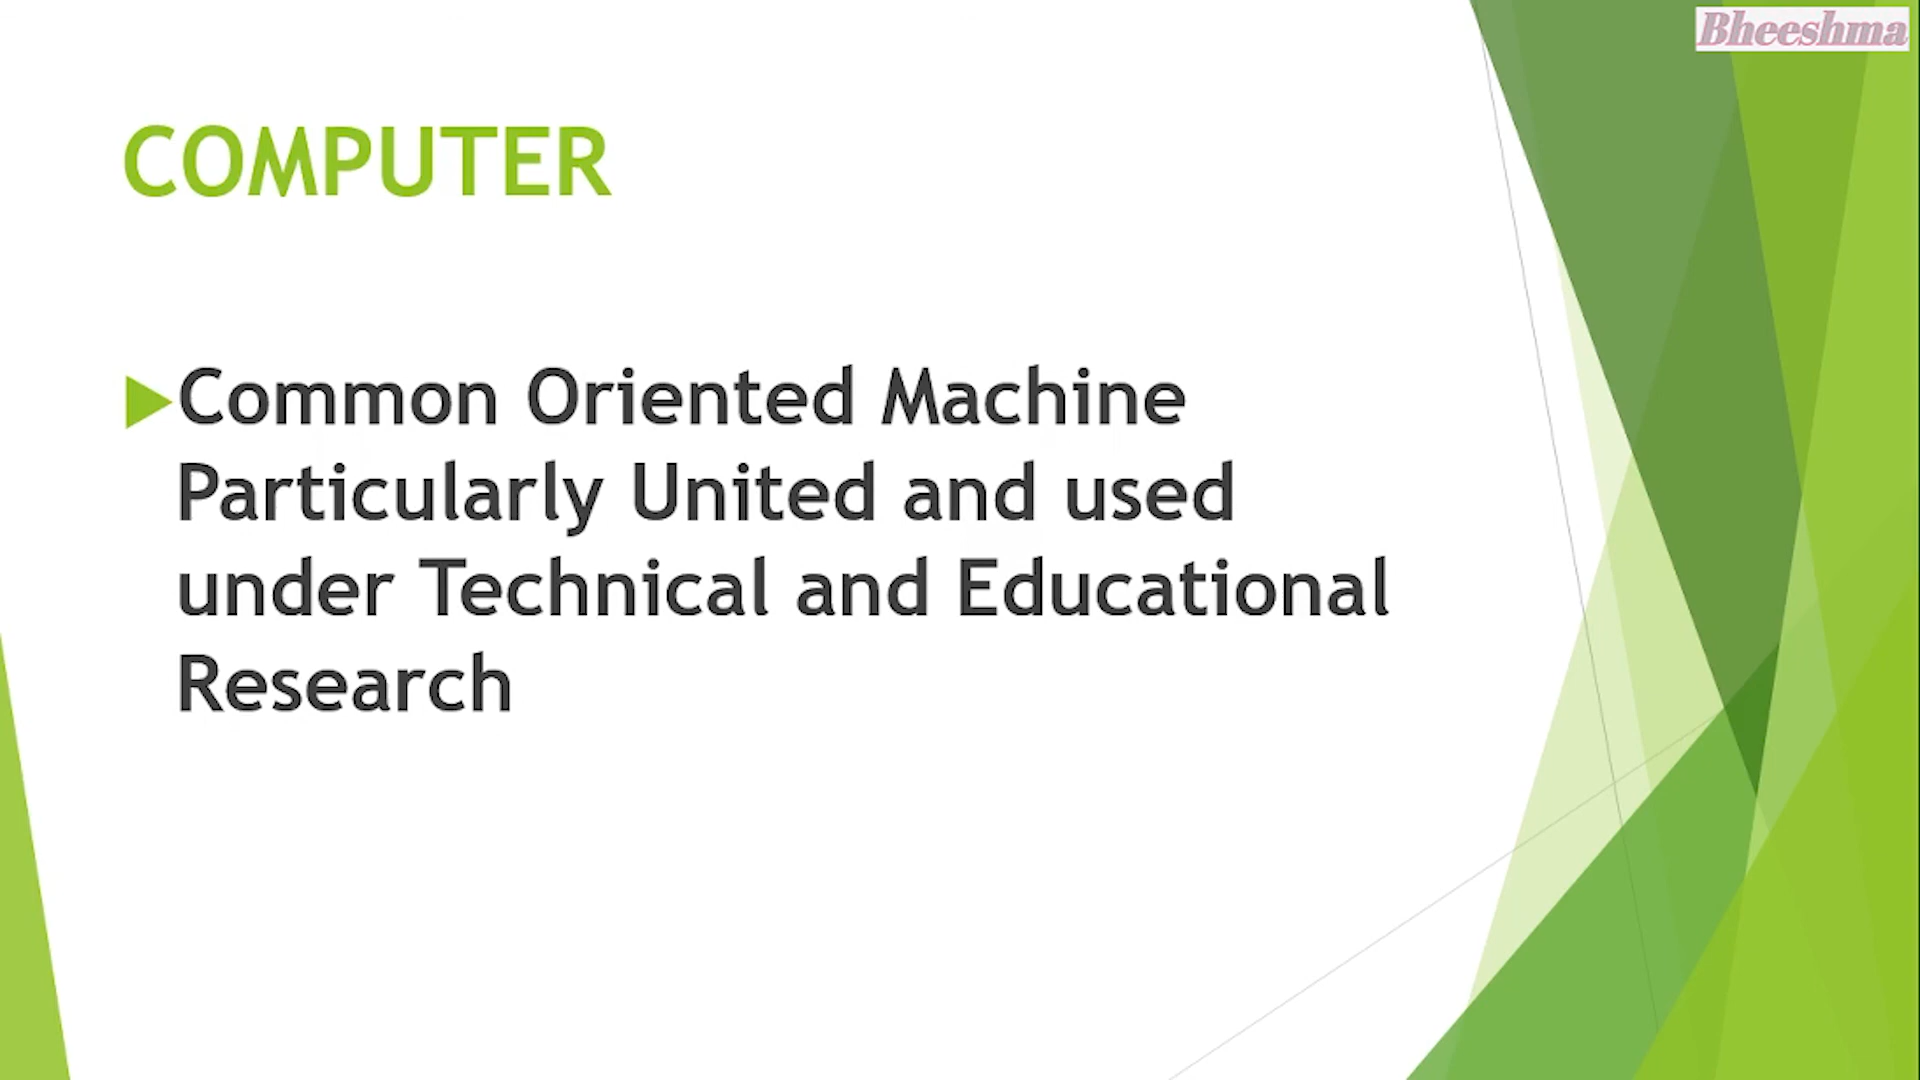 Bheeshma
COMPUTER
Common Oriented Machine
Particularly United and used
under Technical and Educational
Research